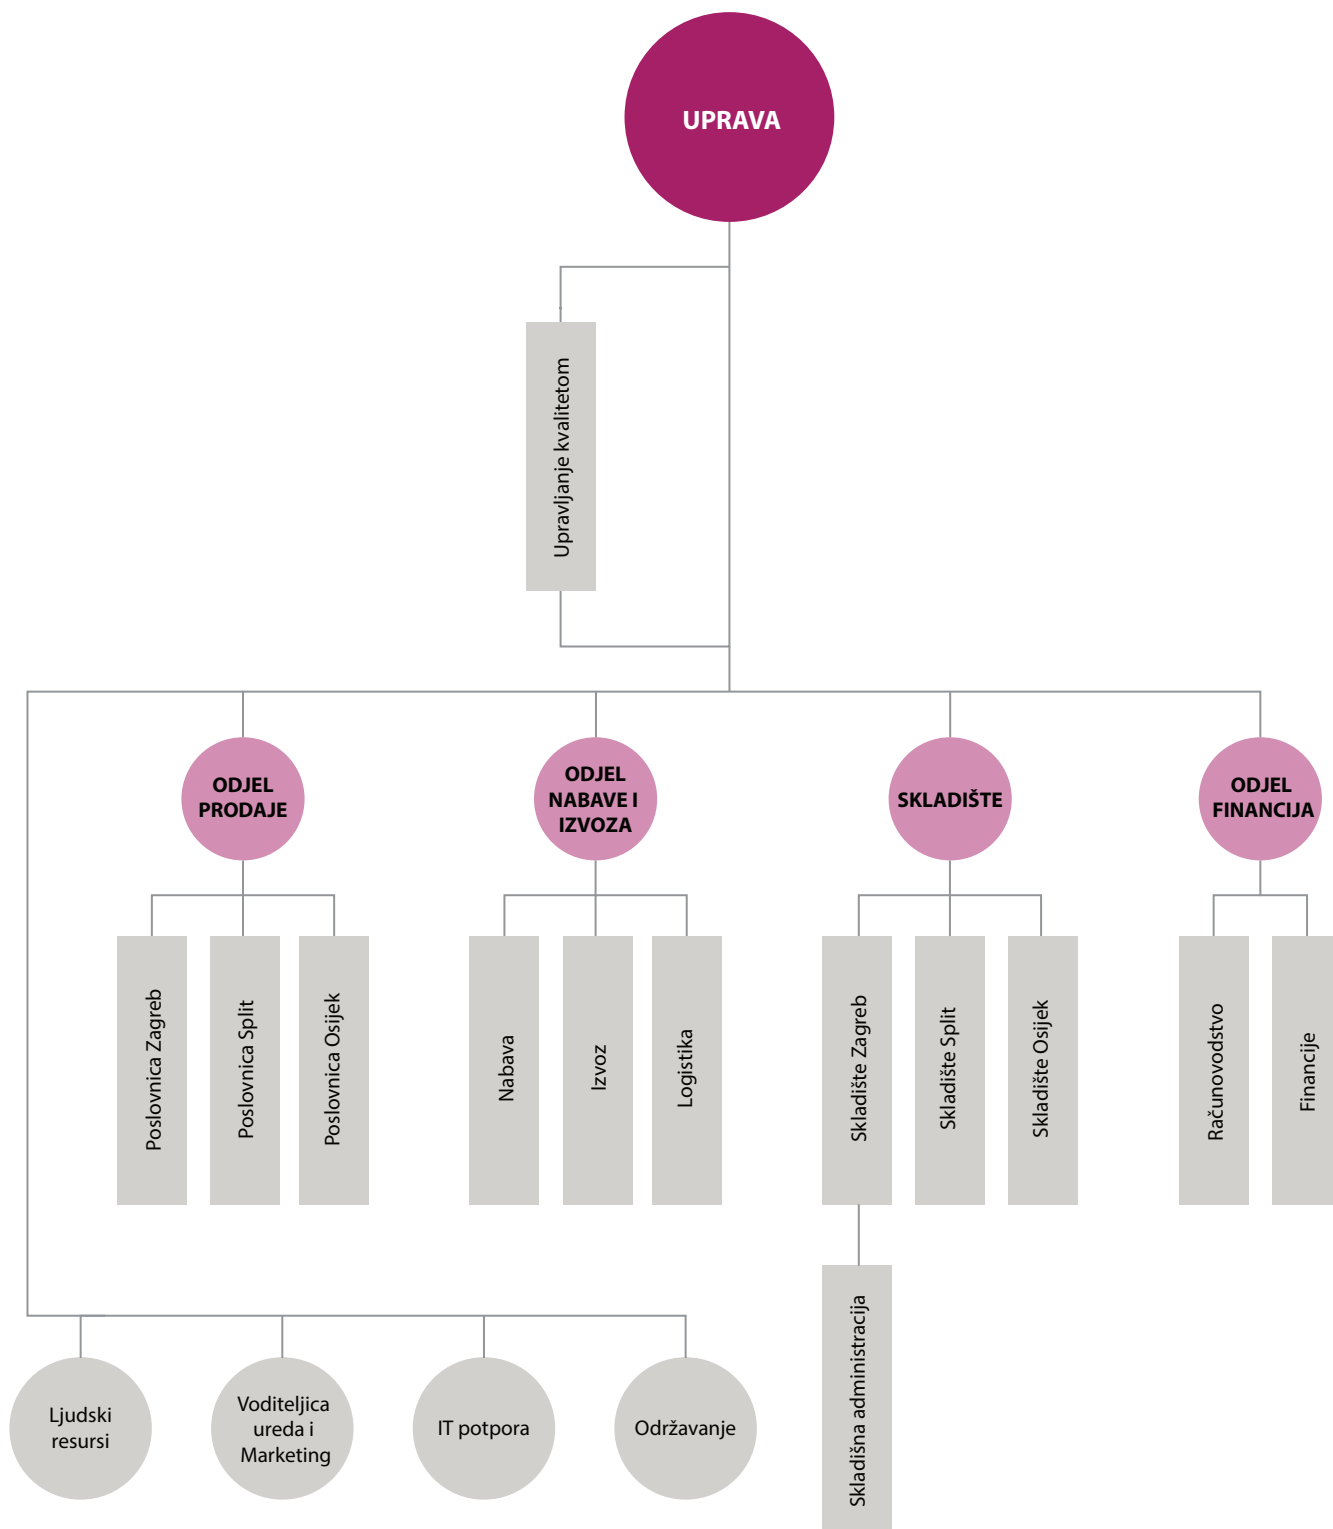 UPRAVA
Upravljanje kvalitetom
ODJEL
PRODAJE
ODJEL
NABAVE I
IZVOZA
SKLADIŠTE
ODJEL
FINANCIJA
Poslovnica Zagreb
Poslovnica Split
Poslovnica Osijek
Nabava
Izvoz
Logistika
Skladište Zagreb
Skladište Split
Skladište Osijek
Računovodstvo
Financije
Skladišna administracija
Ljudski
resursi
Voditeljica
ureda i
Marketing
IT potpora
Održavanje